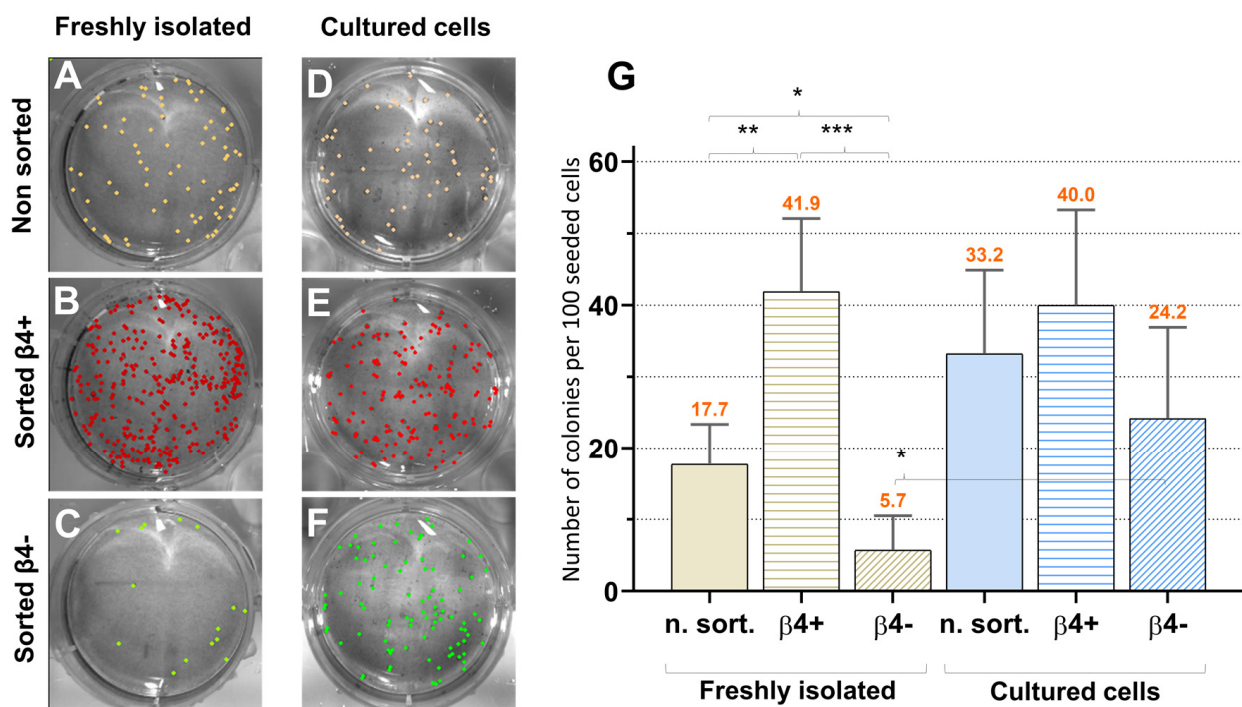 Freshly isolated
Cultured cells
Non sorted
Sorted β4+
Sorted β4-
A
D
B
E
C
F
G
*
** ***
Number of colonies per 100 seeded cells
60
40
20
0
17.7
41.9
5.7
*
33.2
40.0
24.2
n. sort. β4+ β4- n. sort. β4+ β4-
Freshly isolated Cultured cells